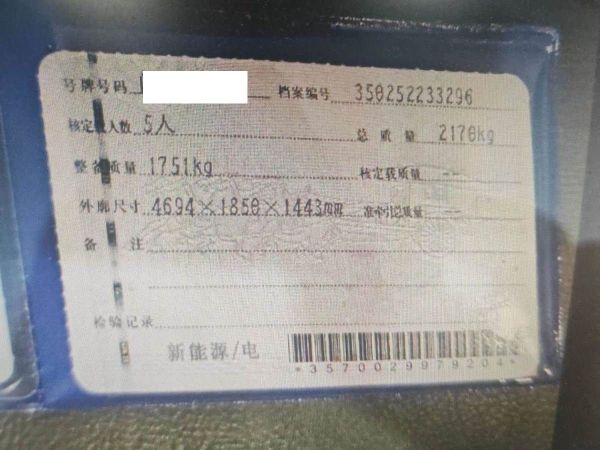 号牌号码 档案编号 350252233296
核定载人数 5人 总质量 2170kg
整备质量 1751kg 核定载质量 --
外廓尺寸 4694×1850×1443mm 准牵引总质量 --
备注
检验记录
新能源/电
*3570029979204*